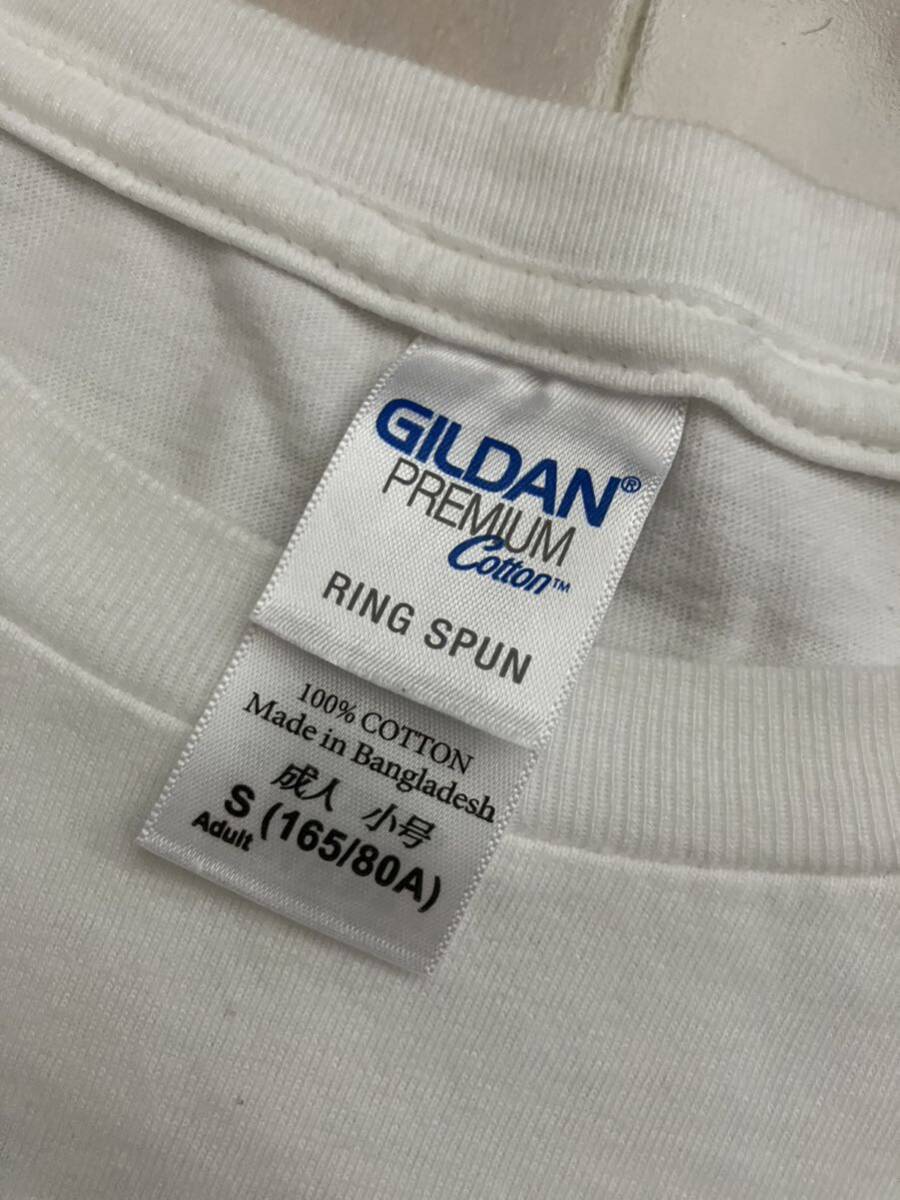 GILDAN®
PREMIUM
Cotton™
RING SPUN
100% COTTON
Made in Bangladesh
成人 小号
S (165/80A)
Adult